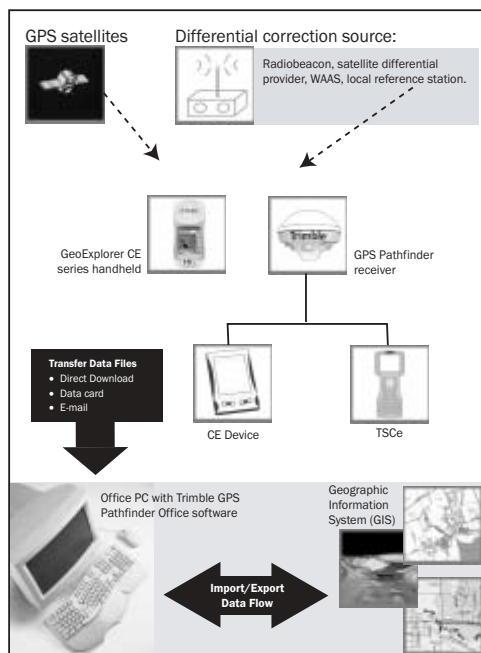 GPS satellites
Differential correction source:
Radiobeacon, satellite differential
provider, WAAS, local reference station.
GeoExplorer CE
series handheld
Trimble
GPS Pathfinder
receiver
Transfer Data Files
• Direct Download
• Data card
• E-mail
CE Device
TSCe
Office PC with Trimble GPS
Pathfinder Office software
Geographic
Information
System (GIS)
Import/Export
Data Flow